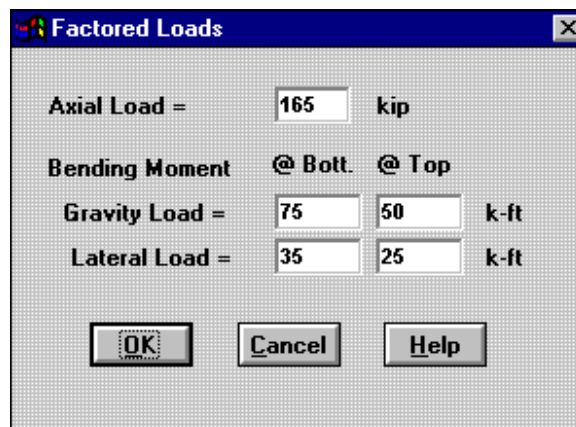 Factored Loads
Axial Load = 165 kip
Bending Moment @ Bott. @ Top
Gravity Load = 75 50 k-ft
Lateral Load = 35 25 k-ft
OK Cancel Help